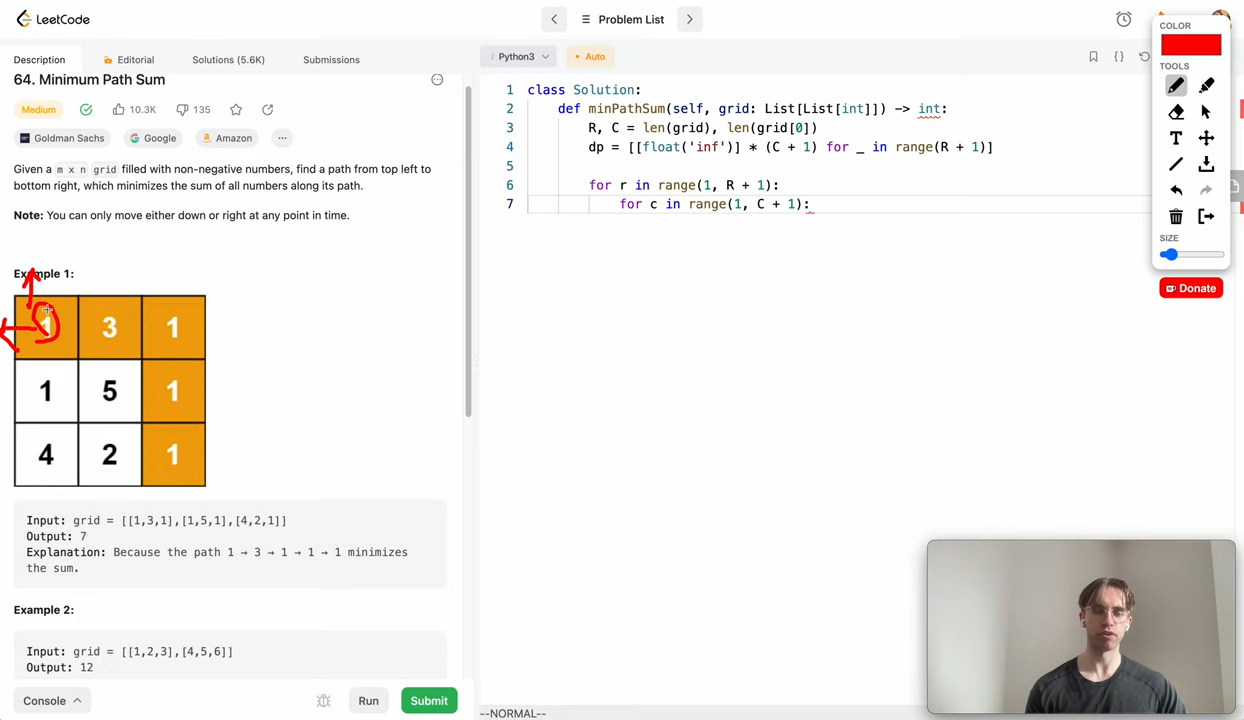 LeetCode
Problem List
Description
Editorial
Solutions (5.6K)
Submissions
64. Minimum Path Sum
Medium
10.3K
135
Goldman Sachs
Google
Amazon
...
Given a m x n grid filled with non-negative numbers, find a path from top left to
bottom right, which minimizes the sum of all numbers along its path.
Note: You can only move either down or right at any point in time.
Example 1:
1 3 1
1 5 1
4 2 1
Input: grid = [[1,3,1],[1,5,1],[4,2,1]]
Output: 7
Explanation: Because the path 1 → 3 → 1 → 1 → 1 minimizes
the sum.
Example 2:
Input: grid = [[1,2,3],[4,5,6]]
Output: 12
Console
Run
Submit
i Python3
• Auto
{}
1 class Solution:
2 def minPathSum(self, grid: List[List[int]]) -> int:
3 R, C = len(grid), len(grid[0])
4 dp = [[float('inf')] * (C + 1) for _ in range(R + 1)]
5
6 for r in range(1, R + 1):
7 for c in range(1, C + 1):
--NORMAL--
COLOR
TOOLS
T
SIZE
Donate